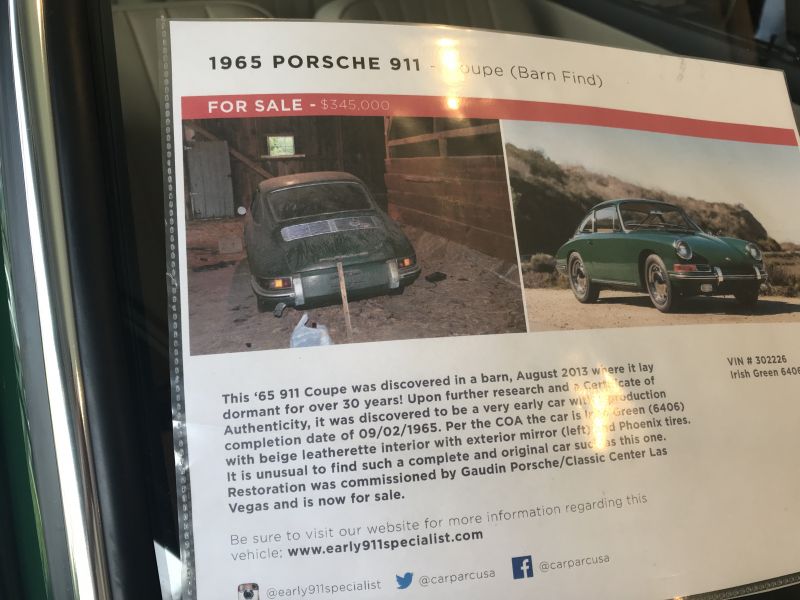 1965 PORSCHE 911 - Coupe (Barn Find)
FOR SALE - $345,000
This ‘65 911 Coupe was discovered in a barn, August 2013 where it lay
dormant for over 30 years! Upon further research and a Certificate of
Authenticity, it was discovered to be a very early car with production
completion date of 09/02/1965. Per the COA the car is Irish Green (6406)
with beige leatherette interior with exterior mirror (left) and Phoenix tires.
It is unusual to find such a complete and original car such as this one.
Restoration was commissioned by Gaudin Porsche/Classic Center Las
Vegas and is now for sale.
VIN # 302226
Irish Green 6406
Be sure to visit our website for more information regarding this
vehicle; www.early911specialist.com
@early911specialist @carparcusa @carparcusa